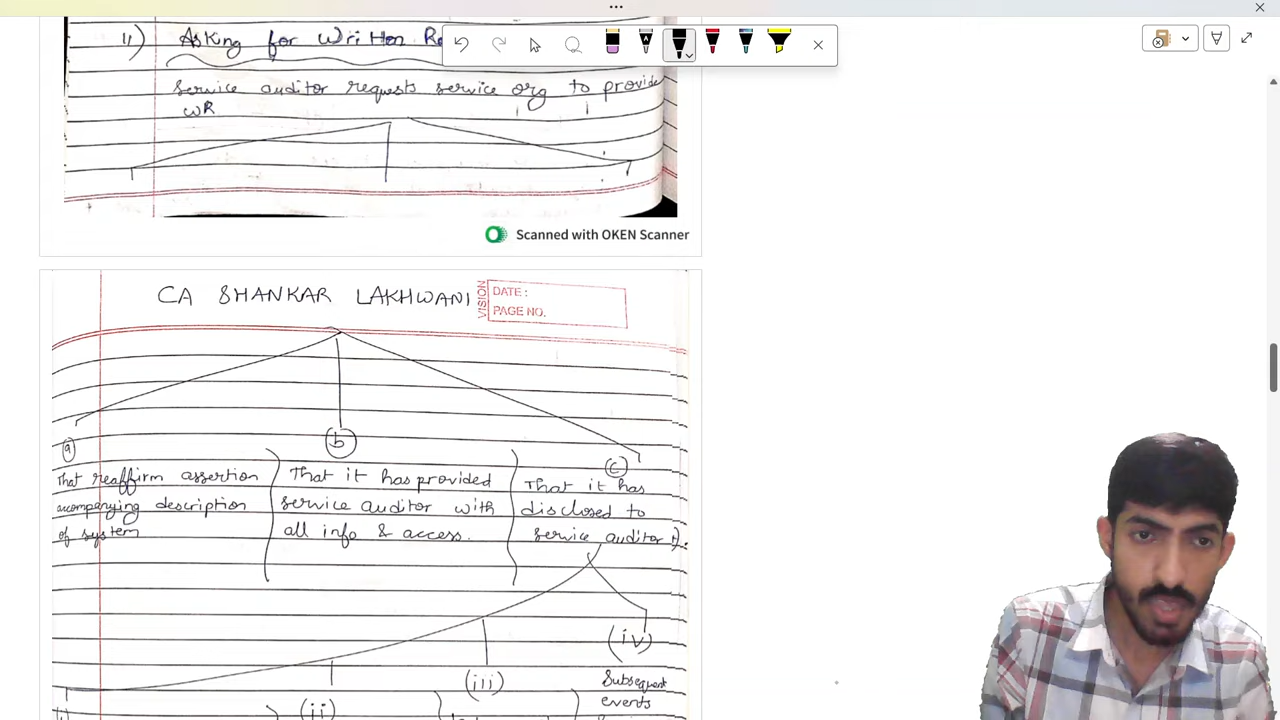 11) Asking for Written
Service auditor requests service org to provide
WR
Scanned with OKEN Scanner
CA SHANKAR LAKHWANI
VISION
DATE :
PAGE NO.
(a)
That reaffirm assertion
accompanying description
of system
(b)
That it has provided
service auditor with
all info & access.
(c)
That it has
disclosed to
service auditor
(iv)
Subsequent
events
(iii)
(ii)